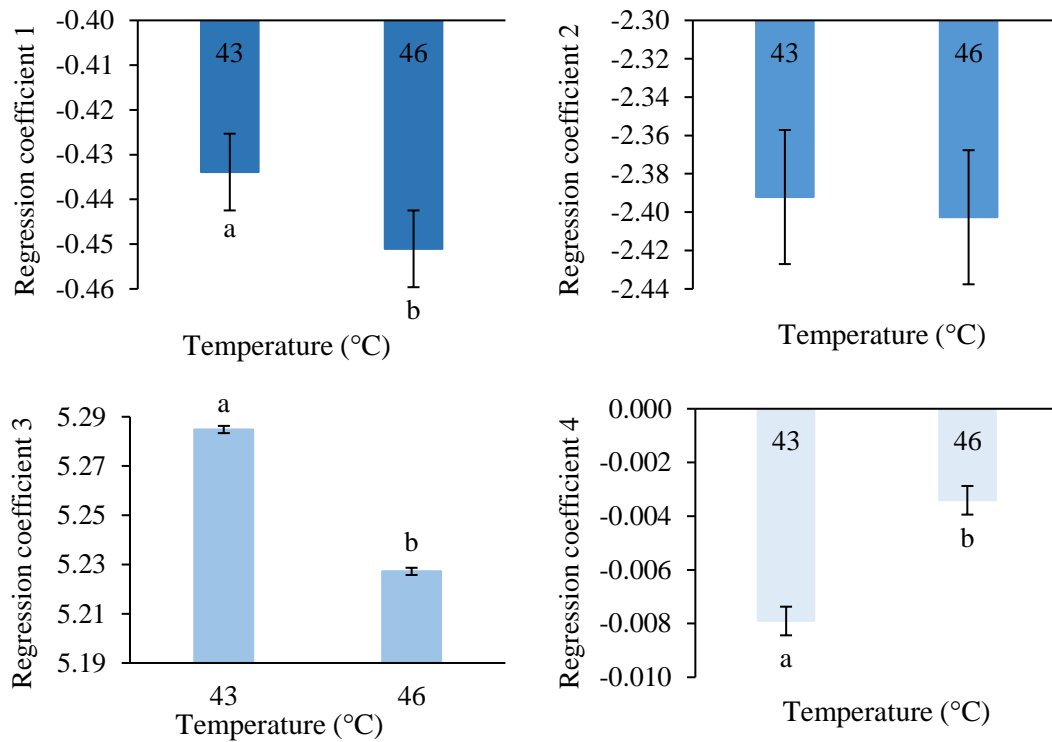 Regression coefficient 1
-0.40
-0.41
-0.42
-0.43
-0.44
-0.45
-0.46
43
46
a
b
Temperature (°C)
Regression coefficient 2
-2.30
-2.32
-2.34
-2.36
-2.38
-2.40
-2.42
-2.44
43
46
Temperature (°C)
Regression coefficient 3
5.29
5.27
5.25
5.23
5.21
5.19
a
b
43
46
Temperature (°C)
Regression coefficient 4
0.000
-0.002
-0.004
-0.006
-0.008
-0.010
43
46
a
b
Temperature (°C)